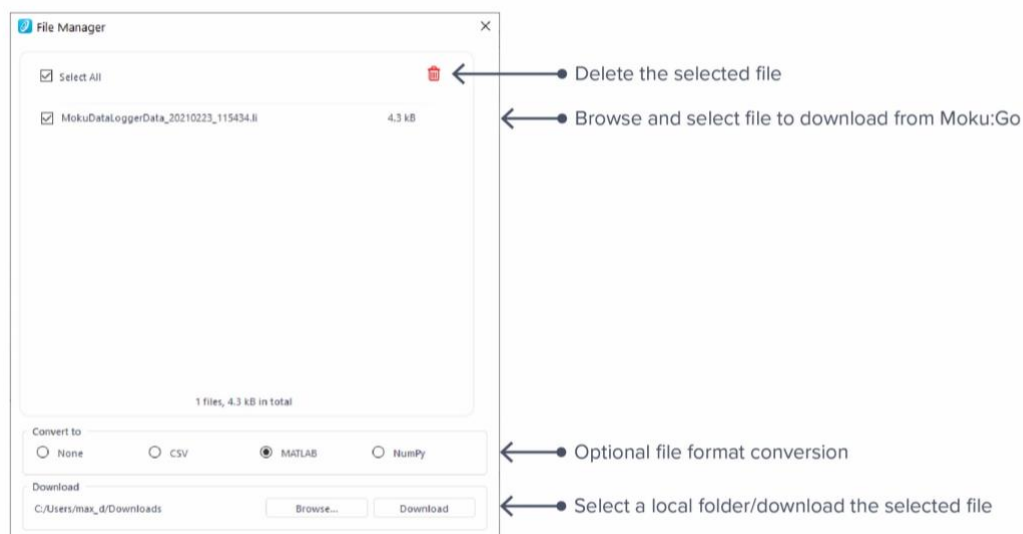 File Manager
Select All
Delete the selected file
MokuDataLoggerData_20210223_115434.li
4.3 kB
Browse and select file to download from Moku:Go
1 files, 4.3 kB in total
Convert to
None
CSV
MATLAB
NumPy
Optional file format conversion
Download
C:/Users/max_d/Downloads
Browse...
Download
Select a local folder/download the selected file